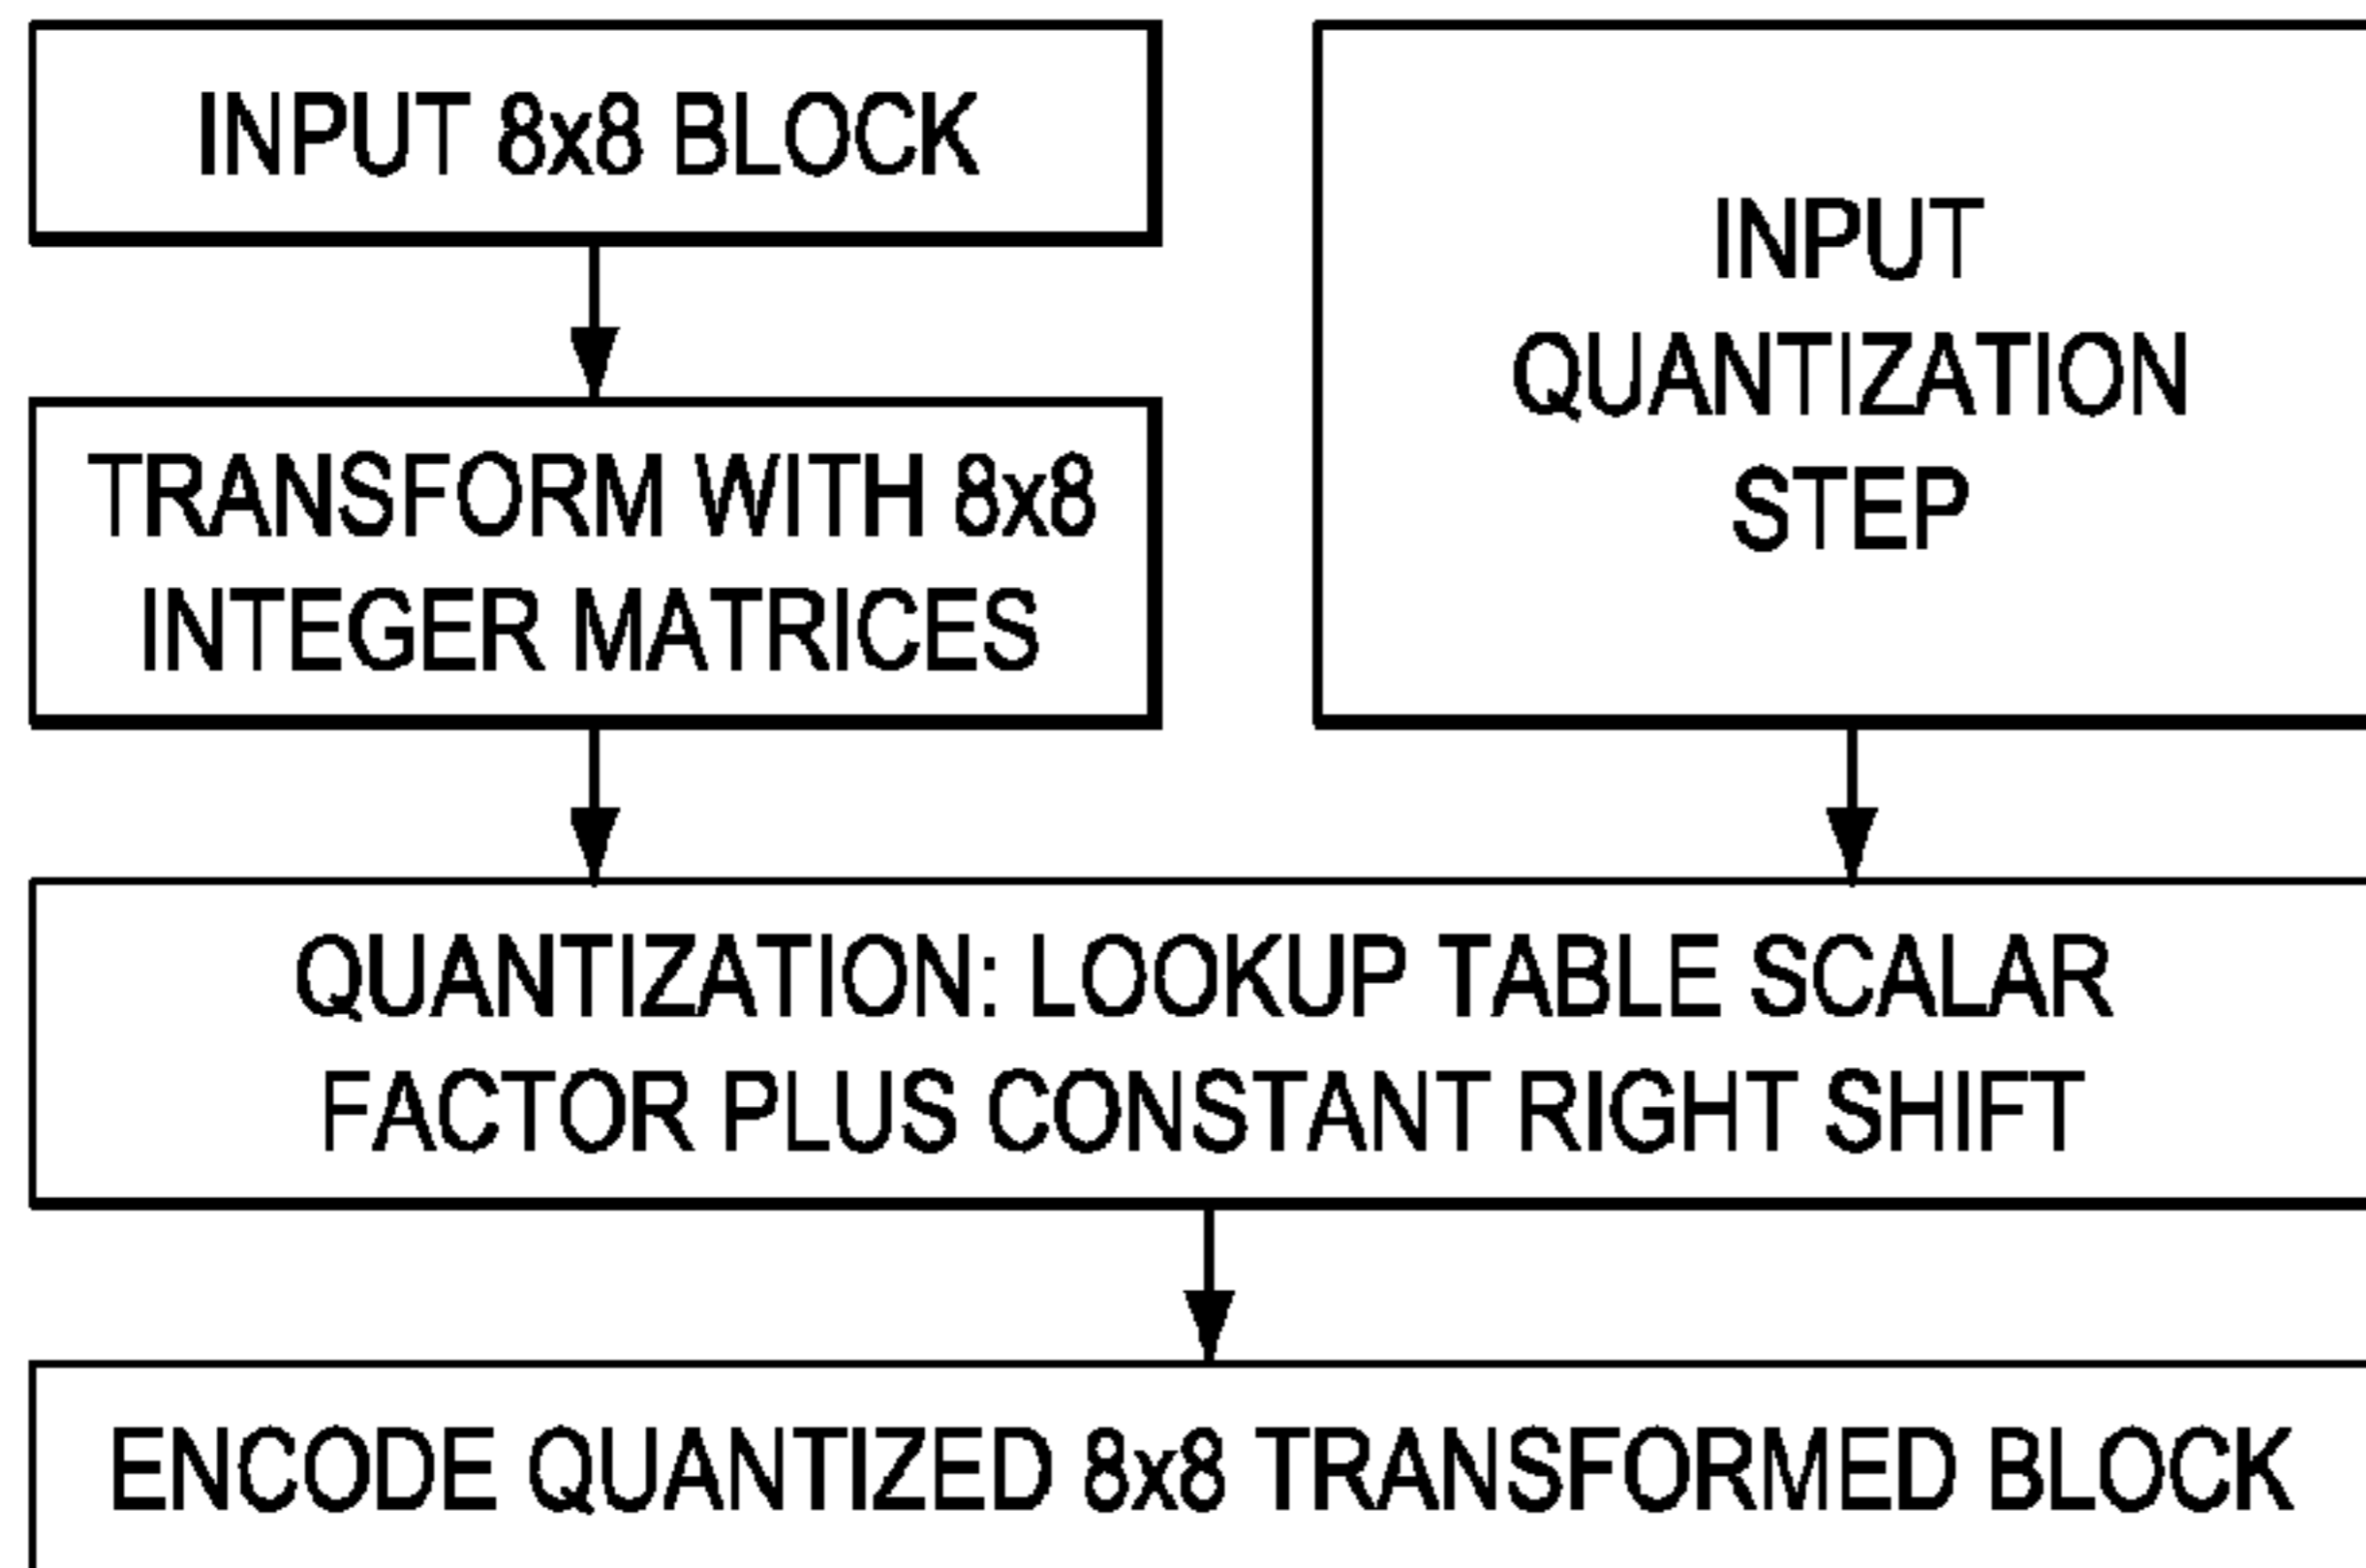 INPUT 8x8 BLOCK
TRANSFORM WITH 8x8
INTEGER MATRICES
INPUT
QUANTIZATION
STEP
QUANTIZATION: LOOKUP TABLE SCALAR
FACTOR PLUS CONSTANT RIGHT SHIFT
ENCODE QUANTIZED 8x8 TRANSFORMED BLOCK